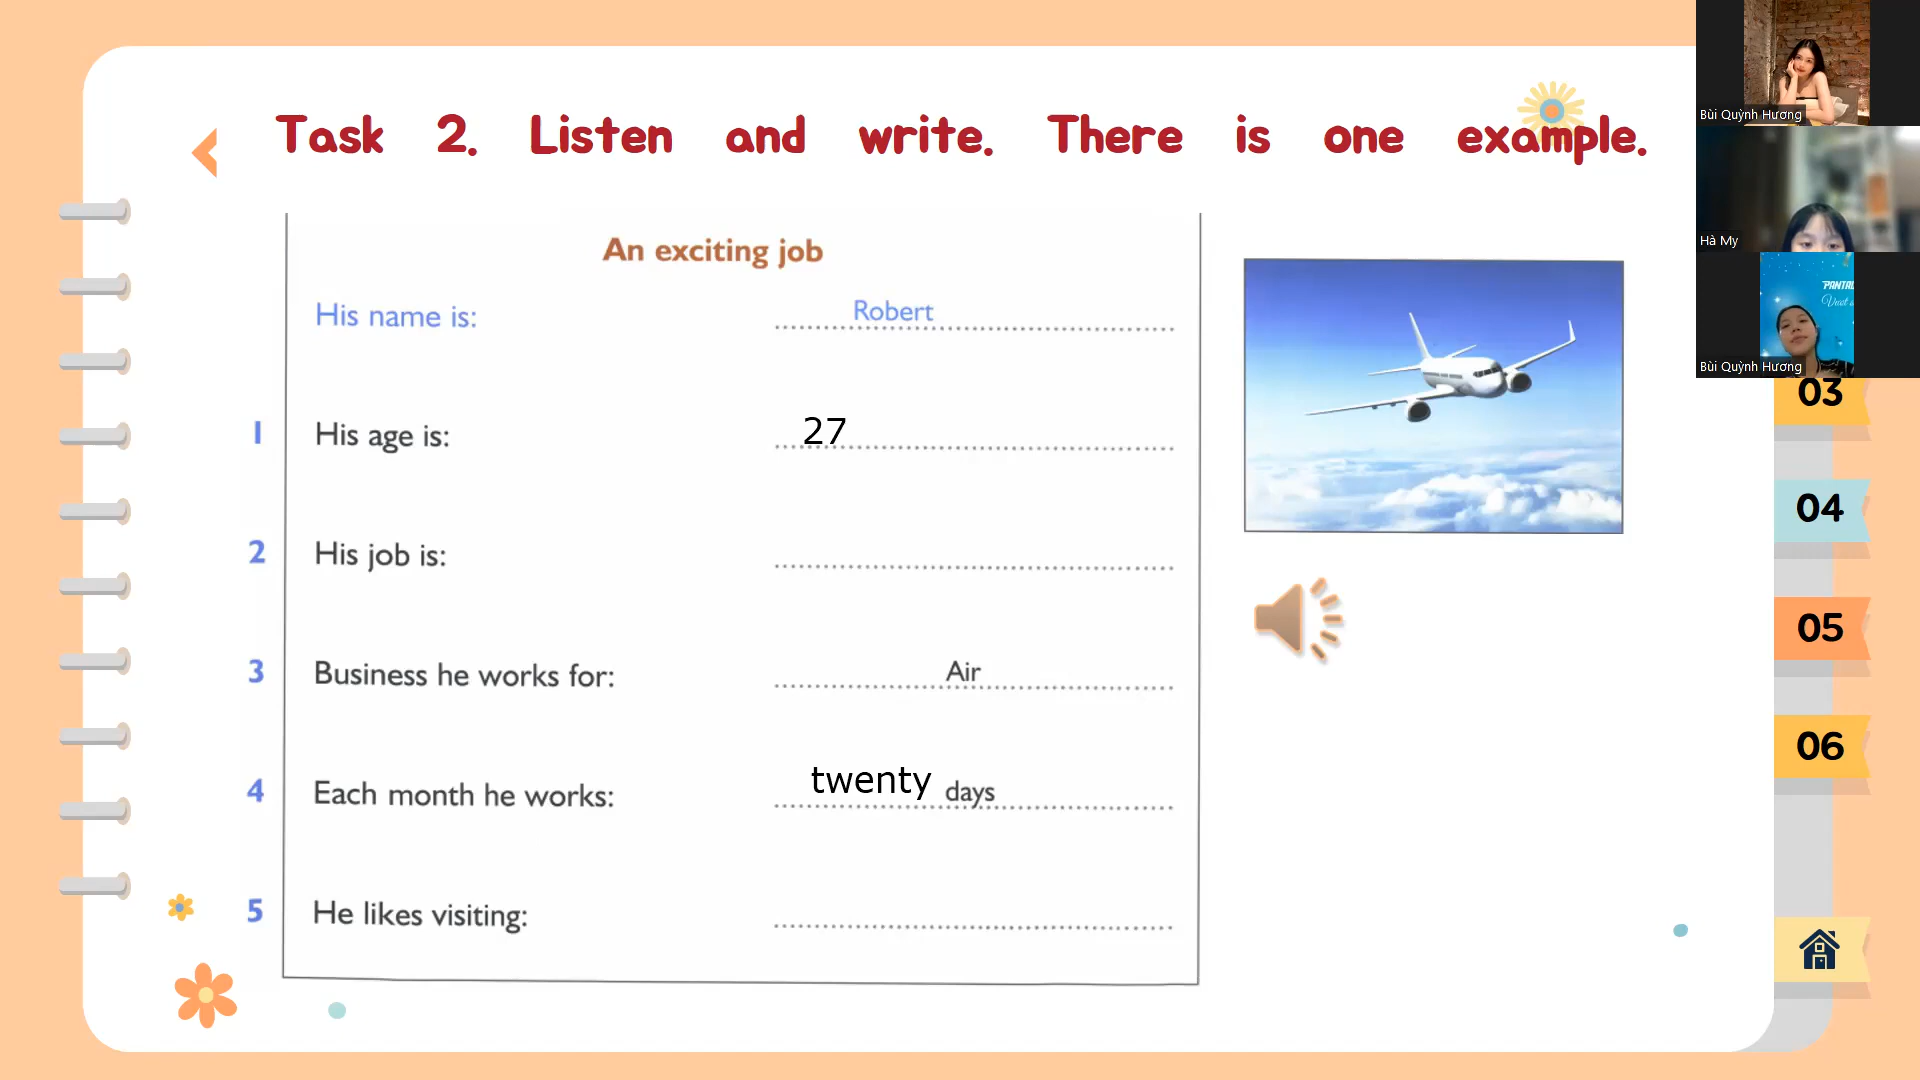 Task 2. Listen and write. There is one example.
An exciting job
His name is: Robert
1 His age is: 27
2 His job is:
3 Business he works for: Air
4 Each month he works: twenty days
5 He likes visiting:
03
04
05
06
Bùi Quỳnh Hương
Hà My
Bùi Quỳnh Hương